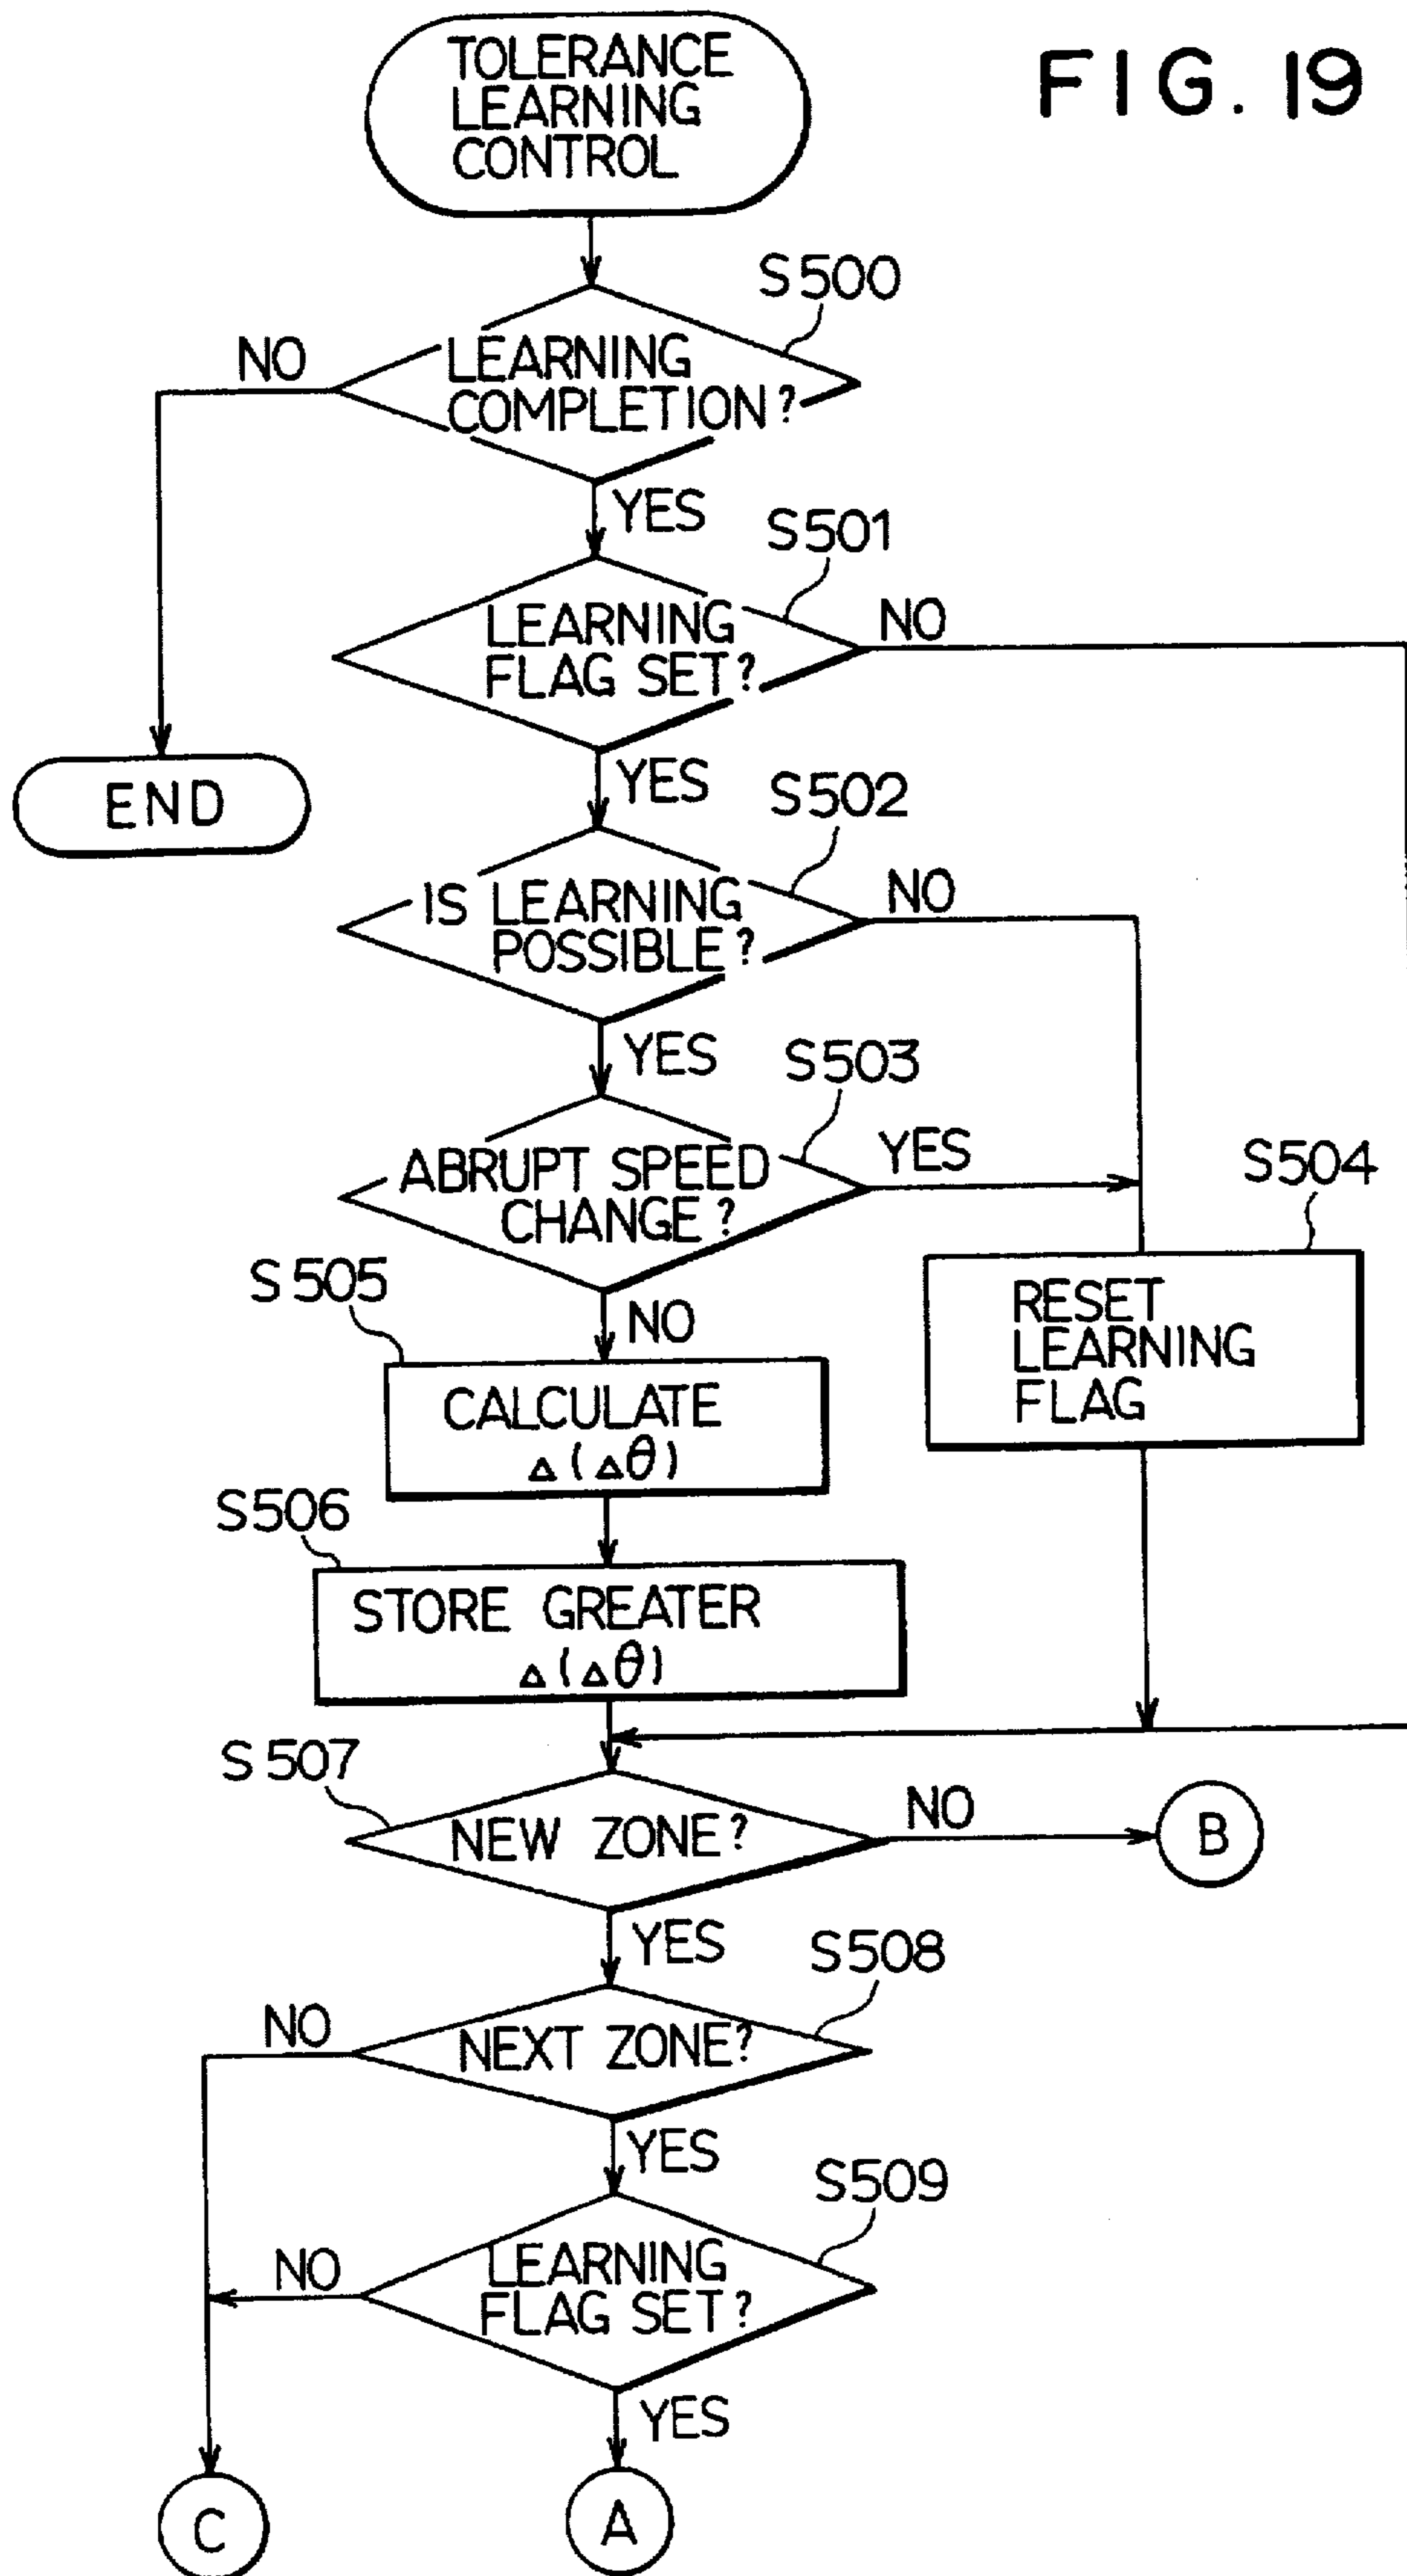 FIG. 19
TOLERANCE
LEARNING
CONTROL
S500
NO
LEARNING
COMPLETION?
YES
S501
LEARNING
FLAG SET?
NO
END
YES
S502
IS LEARNING
POSSIBLE?
NO
YES
S503
ABRUPT SPEED
CHANGE?
YES
S504
RESET
LEARNING
FLAG
S505
NO
CALCULATE
Δ(Δθ)
S506
STORE GREATER
Δ(Δθ)
S507
NEW ZONE?
NO
B
YES
S508
NO
NEXT ZONE?
YES
S509
NO
LEARNING
FLAG SET?
YES
C
A